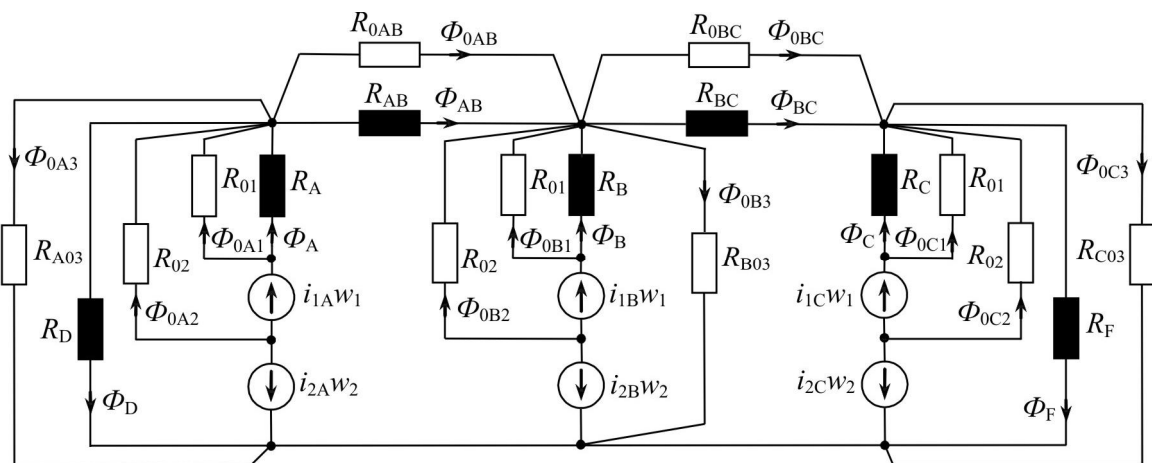 R0AB Φ0AB R0BC Φ0BC
RAB ΦAB RBC ΦBC
Φ0A3 R01 RA R01 RB Φ0B3 RC R01 Φ0C3
RA03 R02 Φ0A1 ΦA R02 Φ0B1 ΦB RB03 ΦC Φ0C1 R02 RC03
RD Φ0A2 i1Aw1 Φ0B2 i1Bw1 i1Cw1 Φ0C2 RF
ΦD i2Aw2 i2Bw2 i2Cw2 ΦF